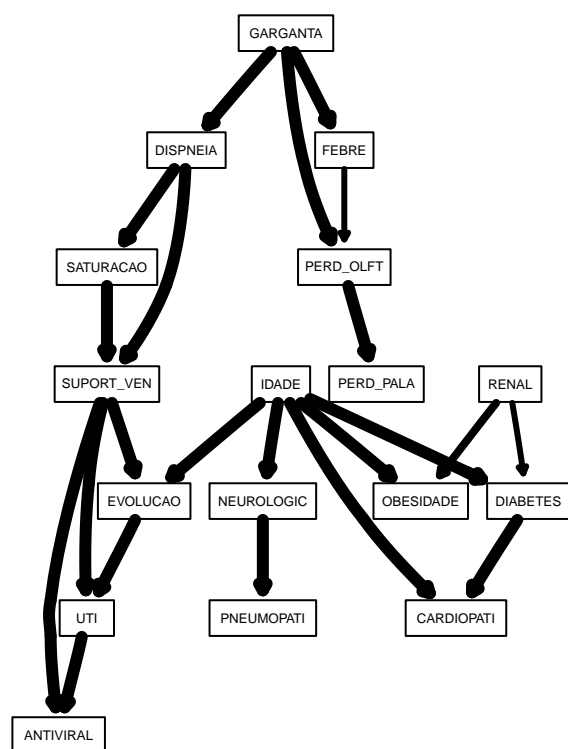 GARGANTA
DISPNEIA
FEBRE
SATURACAO
PERD_OLFT
SUPORT_VEN
IDADE
PERD_PALA
RENAL
EVOLUCAO
NEUROLOGIC
OBESIDADE
DIABETES
UTI
PNEUMOPATI
CARDIOPATI
ANTIVIRAL